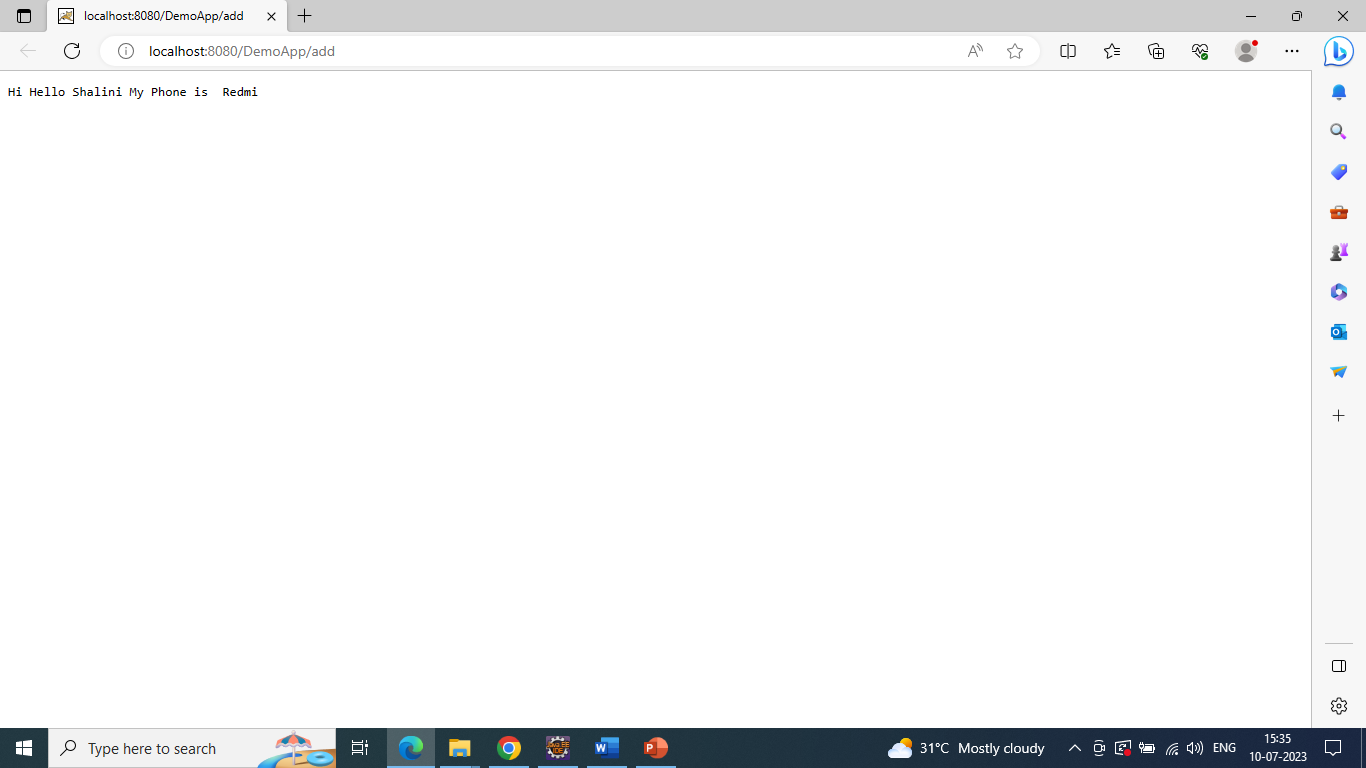 localhost:8080/DemoApp/add
localhost:8080/DemoApp/add
Hi Hello Shalini My Phone is  Redmi
Type here to search
31°C Mostly cloudy
ENG
15:35
10-07-2023